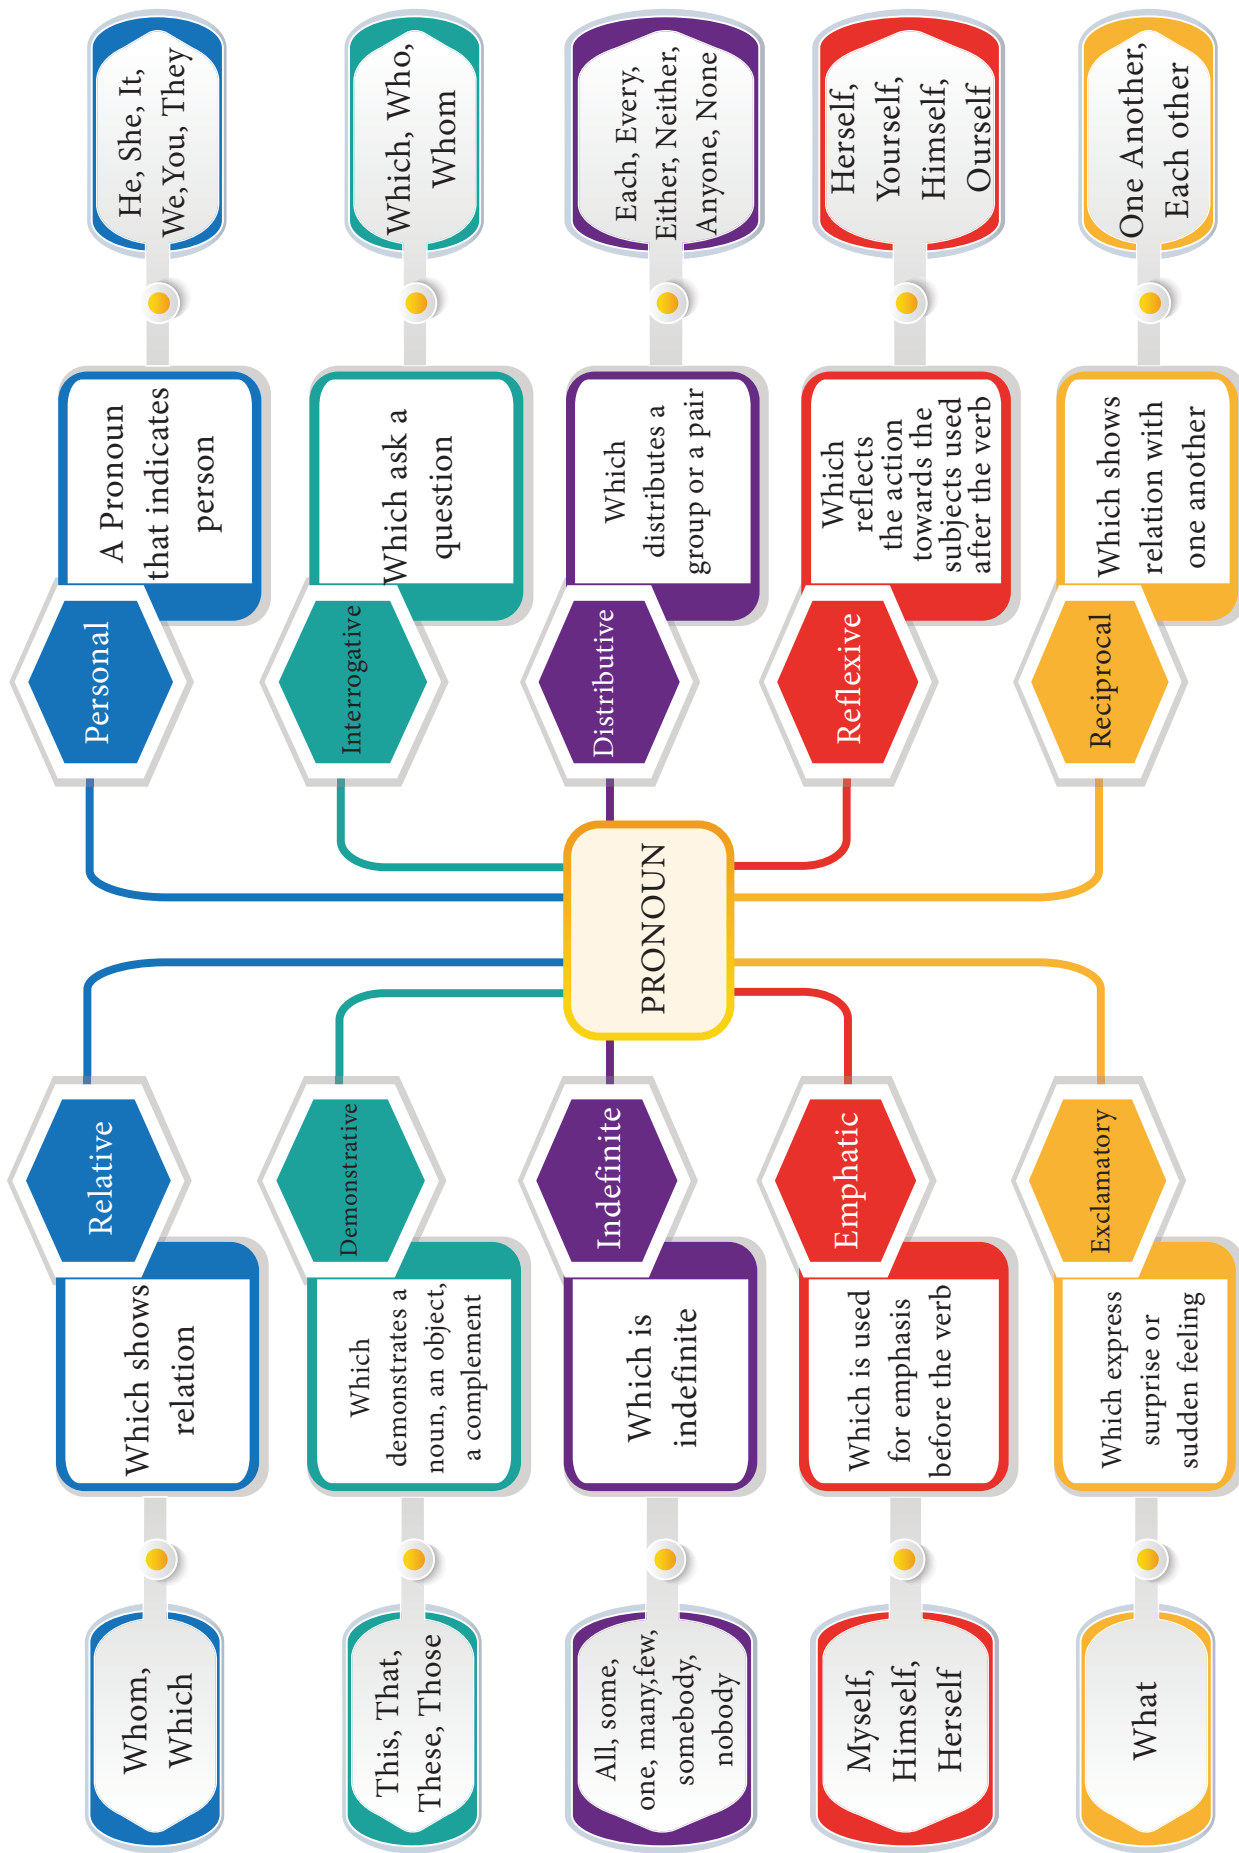 Whom,
Which
Which shows
relation
Relative
Personal
A Pronoun
that indicates
person
He, She, It,
We,You, They
This, That,
These, Those
Which
demonstrates a
noun, an object,
a complement
Demonstrative
Interrogative
Which ask a
question
Which, Who,
Whom
All, some,
one, many,few,
somebody,
nobody
Which is
indefinite
Indefinite
PRONOUN
Distributive
Which
distributes a
group or a pair
Each, Every,
Either, Neither,
Anyone, None
Myself,
Himself,
Herself
Which is used
for emphasis
before the verb
Emphatic
Reflexive
Which
reflects
the action
towards the
subjects used
after the verb
Herself,
Yourself,
Himself,
Ourself
What
Which express
surprise or
sudden feeling
Exclamatory
Reciprocal
Which shows
relation with
one another
One Another,
Each other